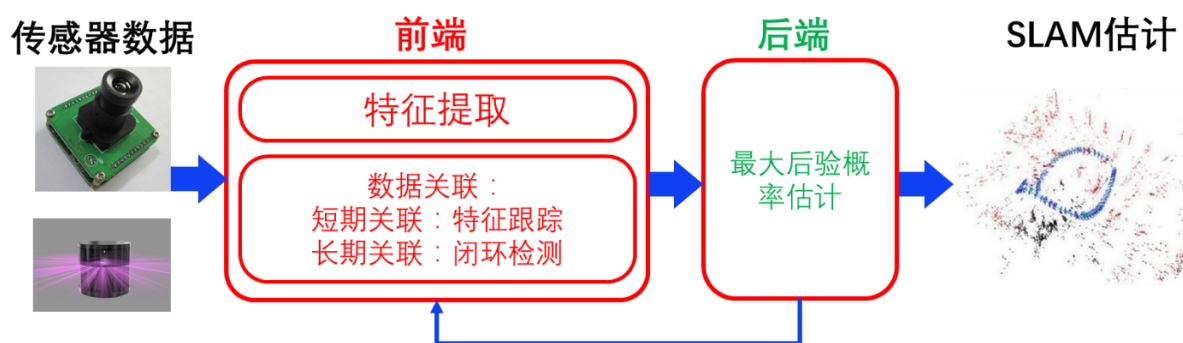 传感器数据
前端
特征提取
数据关联：
短期关联：特征跟踪
长期关联：闭环检测
后端
最大后验概
率估计
SLAM估计